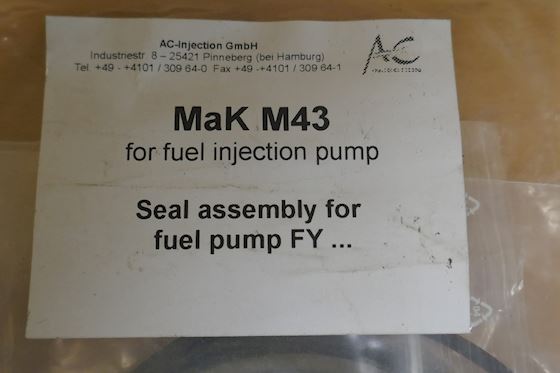 AC-Injection GmbH
Industriestr 8 – 25421 Pinneberg (bei Hamburg)
Tel. +49 - +4101 / 309 64-0 Fax +49 -+4101 / 309 64-1
AC
MaK M43
for fuel injection pump
Seal assembly for
fuel pump FY ...